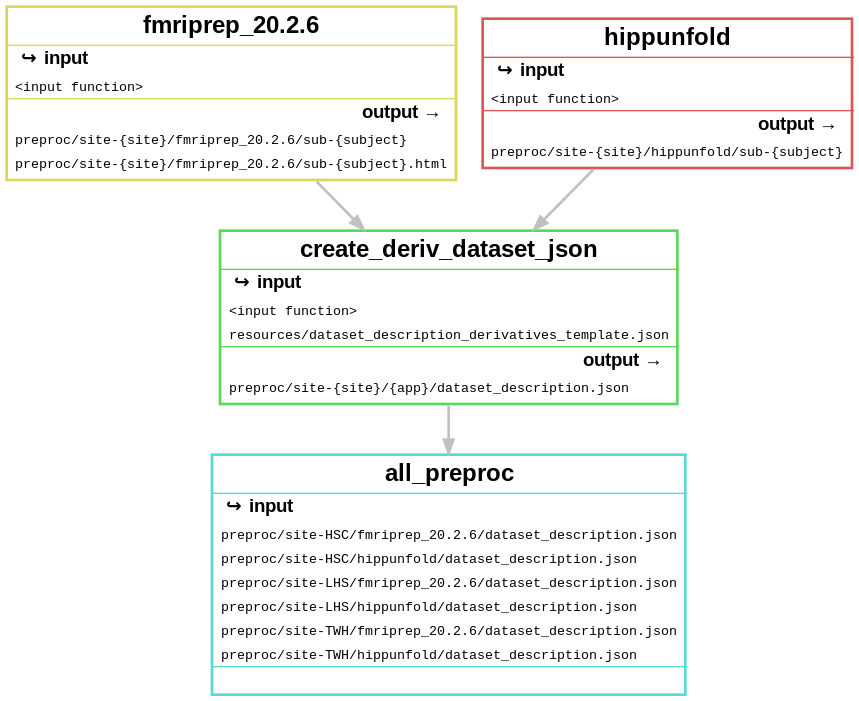 fmriprep_20.2.6
↪ input
<input function>
output →
preproc/site-{site}/fmriprep_20.2.6/sub-{subject}
preproc/site-{site}/fmriprep_20.2.6/sub-{subject}.html
hippunfold
↪ input
<input function>
output →
preproc/site-{site}/hippunfold/sub-{subject}
create_deriv_dataset_json
↪ input
<input function>
resources/dataset_description_derivatives_template.json
output →
preproc/site-{site}/{app}/dataset_description.json
all_preproc
↪ input
preproc/site-HSC/fmriprep_20.2.6/dataset_description.json
preproc/site-HSC/hippunfold/dataset_description.json
preproc/site-LHS/fmriprep_20.2.6/dataset_description.json
preproc/site-LHS/hippunfold/dataset_description.json
preproc/site-TWH/fmriprep_20.2.6/dataset_description.json
preproc/site-TWH/hippunfold/dataset_description.json